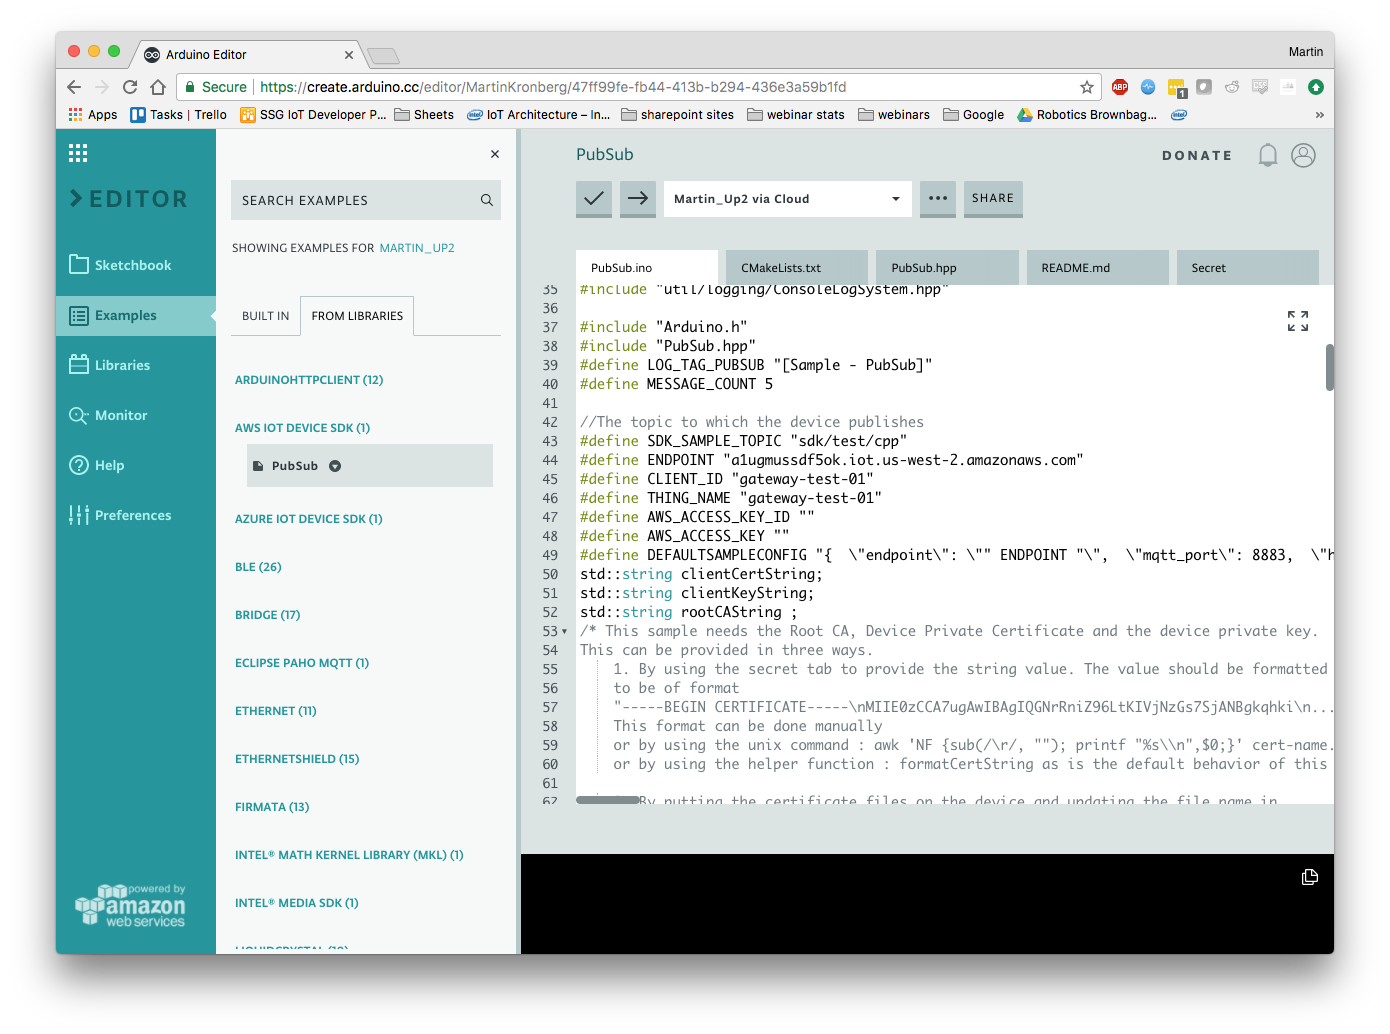 Arduino Editor
Martin
Secure https://create.arduino.cc/editor/MartinKronberg/47ff99fe-fb44-413b-b294-436e3a59b1fd
ABP
1
Apps Tasks | Trello SSG IoT Developer P... Sheets IoT Architecture – In... sharepoint sites webinar stats webinars Google Robotics Brownbag... »
EDITOR
Sketchbook
Examples
Libraries
Monitor
Help
Preferences
powered by
amazon
web services
SEARCH EXAMPLES
SHOWING EXAMPLES FOR MARTIN_UP2
BUILT IN FROM LIBRARIES
ARDUINOHTTPCLIENT (12)
AWS IOT DEVICE SDK (1)
PubSub
AZURE IOT DEVICE SDK (1)
BLE (26)
BRIDGE (17)
ECLIPSE PAHO MQTT (1)
ETHERNET (11)
ETHERNETSHIELD (15)
FIRMATA (13)
INTEL® MATH KERNEL LIBRARY (MKL) (1)
INTEL® MEDIA SDK (1)
PubSub
DONATE
Martin_Up2 via Cloud
SHARE
PubSub.ino CMakeLists.txt PubSub.hpp README.md Secret
35 #include "util/logging/ConsoleLogSystem.hpp"
36
37 #include "Arduino.h"
38 #include "PubSub.hpp"
39 #define LOG_TAG_PUBSUB "[Sample - PubSub]"
40 #define MESSAGE_COUNT 5
41
42 //The topic to which the device publishes
43 #define SDK_SAMPLE_TOPIC "sdk/test/cpp"
44 #define ENDPOINT "a1ugmussdf5ok.iot.us-west-2.amazonaws.com"
45 #define CLIENT_ID "gateway-test-01"
46 #define THING_NAME "gateway-test-01"
47 #define AWS_ACCESS_KEY_ID ""
48 #define AWS_ACCESS_KEY ""
49 #define DEFAULTSAMPLECONFIG "{  \"endpoint\": \"" ENDPOINT "\",  \"mqtt_port\": 8883,  \"h
50 std::string clientCertString;
51 std::string clientKeyString;
52 std::string rootCAString ;
53 /* This sample needs the Root CA, Device Private Certificate and the device private key.
54 This can be provided in three ways.
55 1. By using the secret tab to provide the string value. The value should be formatted
56 to be of format
57 "-----BEGIN CERTIFICATE-----\nMIIE0zCCA7ugAwIBAgIQGNrRniZ96LtKIVjNzGs7SjANBgkqhki\n...
58 This format can be done manually
59 or by using the unix command : awk 'NF {sub(/\r/, ""); printf "%s\\n",$0;}' cert-name.
60 or by using the helper function : formatCertString as is the default behavior of this
61
62 By putting the certificate files on the device and updating the file name in